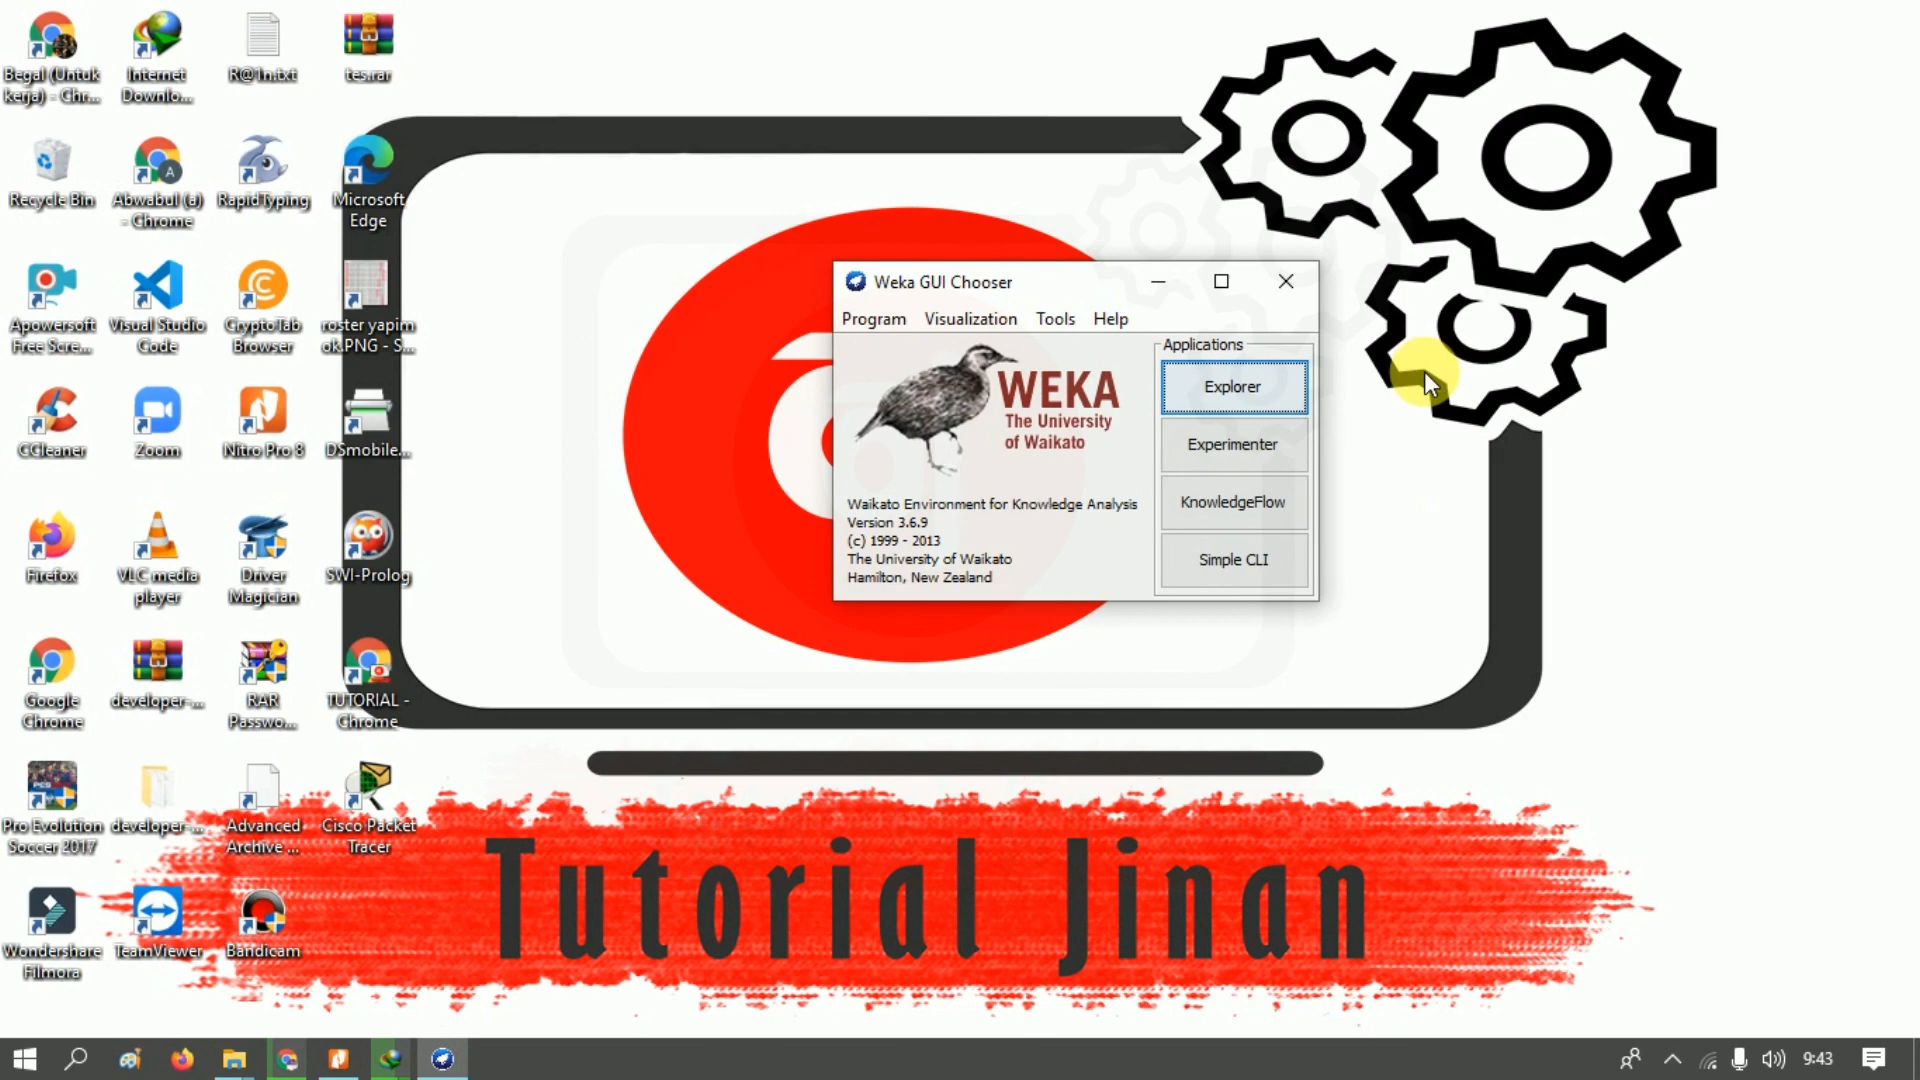 Begal (Untuk
kerja) - Chr...
Internet
Downlo...
R@1n.txt
tes.rar
Recycle Bin
Abwabul (a)
- Chrome
RapidTyping
Microsoft
Edge
Apowersoft
Free Scre...
Visual Studio
Code
CryptoTab
Browser
roster yapim
ok.PNG - S...
CCleaner
Zoom
Nitro Pro 8
DSmobile...
Firefox
VLC media
player
Driver
Magician
SWI-Prolog
Google
Chrome
developer-...
RAR
Passwo...
TUTORIAL -
Chrome
Pro Evolution
Soccer 2017
developer-...
Advanced
Archive ...
Cisco Packet
Tracer
Wondershare
Filmora
TeamViewer
Bandicam
Weka GUI Chooser
Program Visualization Tools Help
WEKA
The University
of Waikato
Waikato Environment for Knowledge Analysis
Version 3.6.9
(c) 1999 - 2013
The University of Waikato
Hamilton, New Zealand
Applications
Explorer
Experimenter
KnowledgeFlow
Simple CLI
Tutorial Jinan
9:43